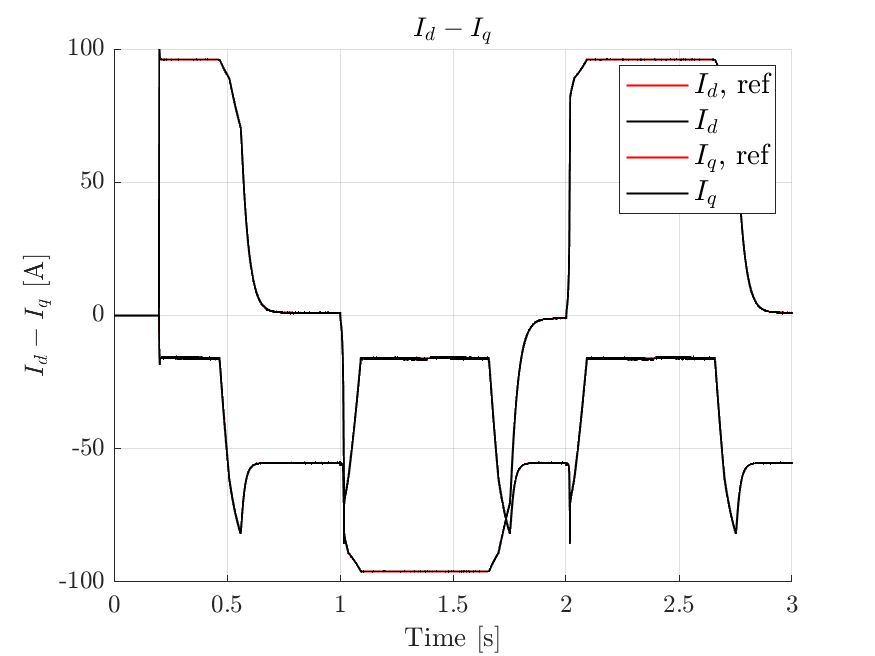 I_d − I_q
100
50
0
-50
-100
I_d − I_q [A]
I_d, ref
I_d
I_q, ref
I_q
0 0.5 1 1.5 2 2.5 3
Time [s]